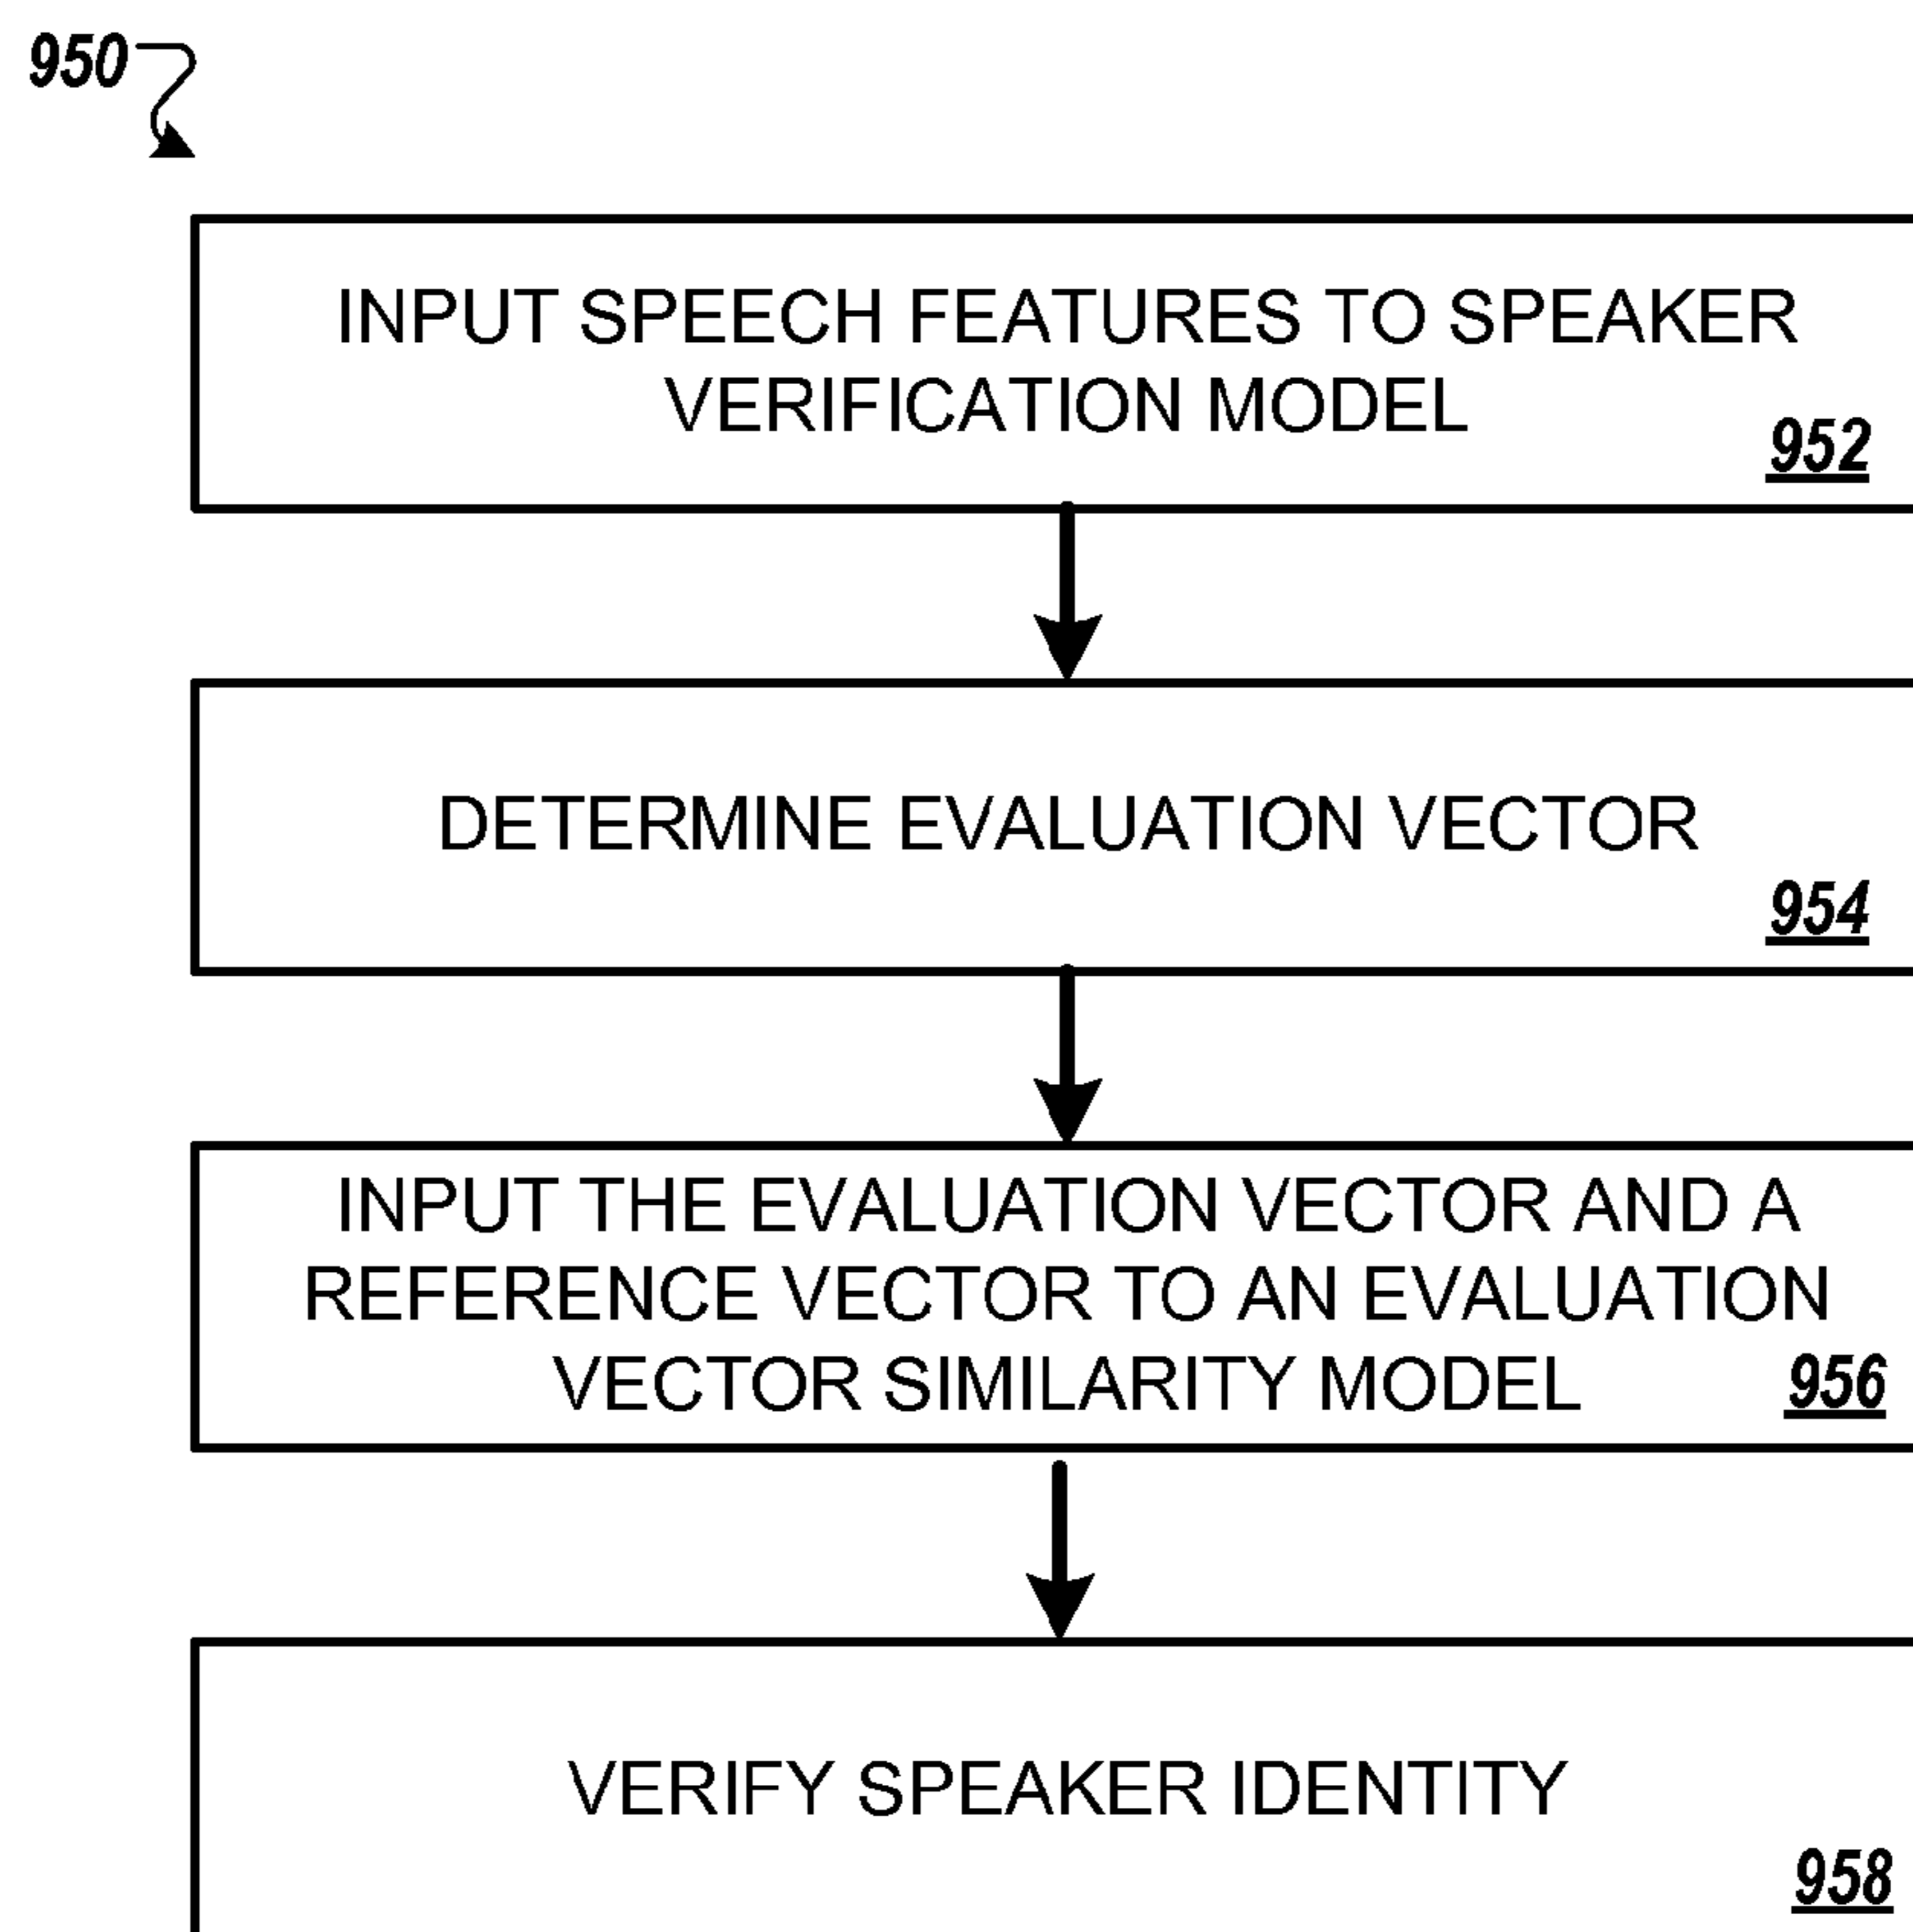 950
INPUT SPEECH FEATURES TO SPEAKER
VERIFICATION MODEL
952
DETERMINE EVALUATION VECTOR
954
INPUT THE EVALUATION VECTOR AND A
REFERENCE VECTOR TO AN EVALUATION
VECTOR SIMILARITY MODEL
956
VERIFY SPEAKER IDENTITY
958